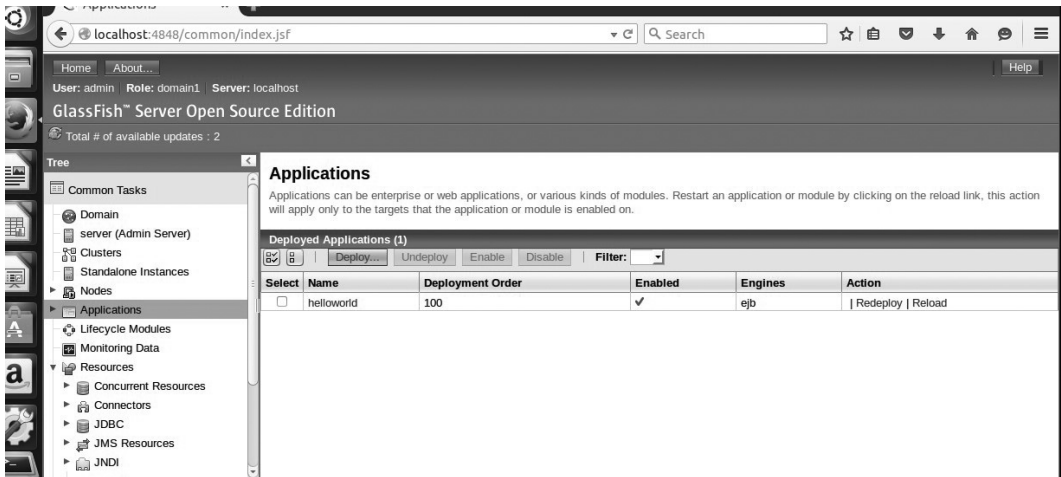 Applications
localhost:4848/common/index.jsf
Search
Home About... Help
User: admin Role: domain1 Server: localhost
GlassFish™ Server Open Source Edition
Total # of available updates : 2
Tree
Common Tasks
Domain
server (Admin Server)
Clusters
Standalone Instances
Nodes
Applications
Lifecycle Modules
Monitoring Data
Resources
Concurrent Resources
Connectors
JDBC
JMS Resources
JNDI
Applications
Applications can be enterprise or web applications, or various kinds of modules. Restart an application or module by clicking on the reload link, this action
will apply only to the targets that the application or module is enabled on.
Deployed Applications (1)
Deploy... Undeploy Enable Disable Filter:
Select Name Deployment Order Enabled Engines Action
helloworld 100 ejb | Redeploy | Reload